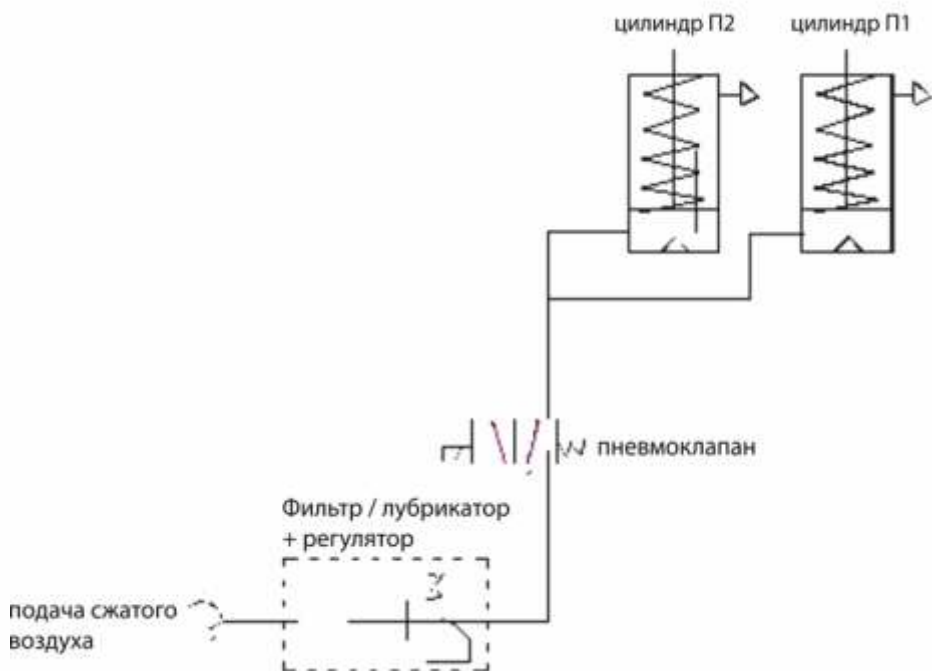 цилиндр П2
цилиндр П1
пневмоклапан
Фильтр / лубрикатор
+ регулятор
подача сжатого
воздуха